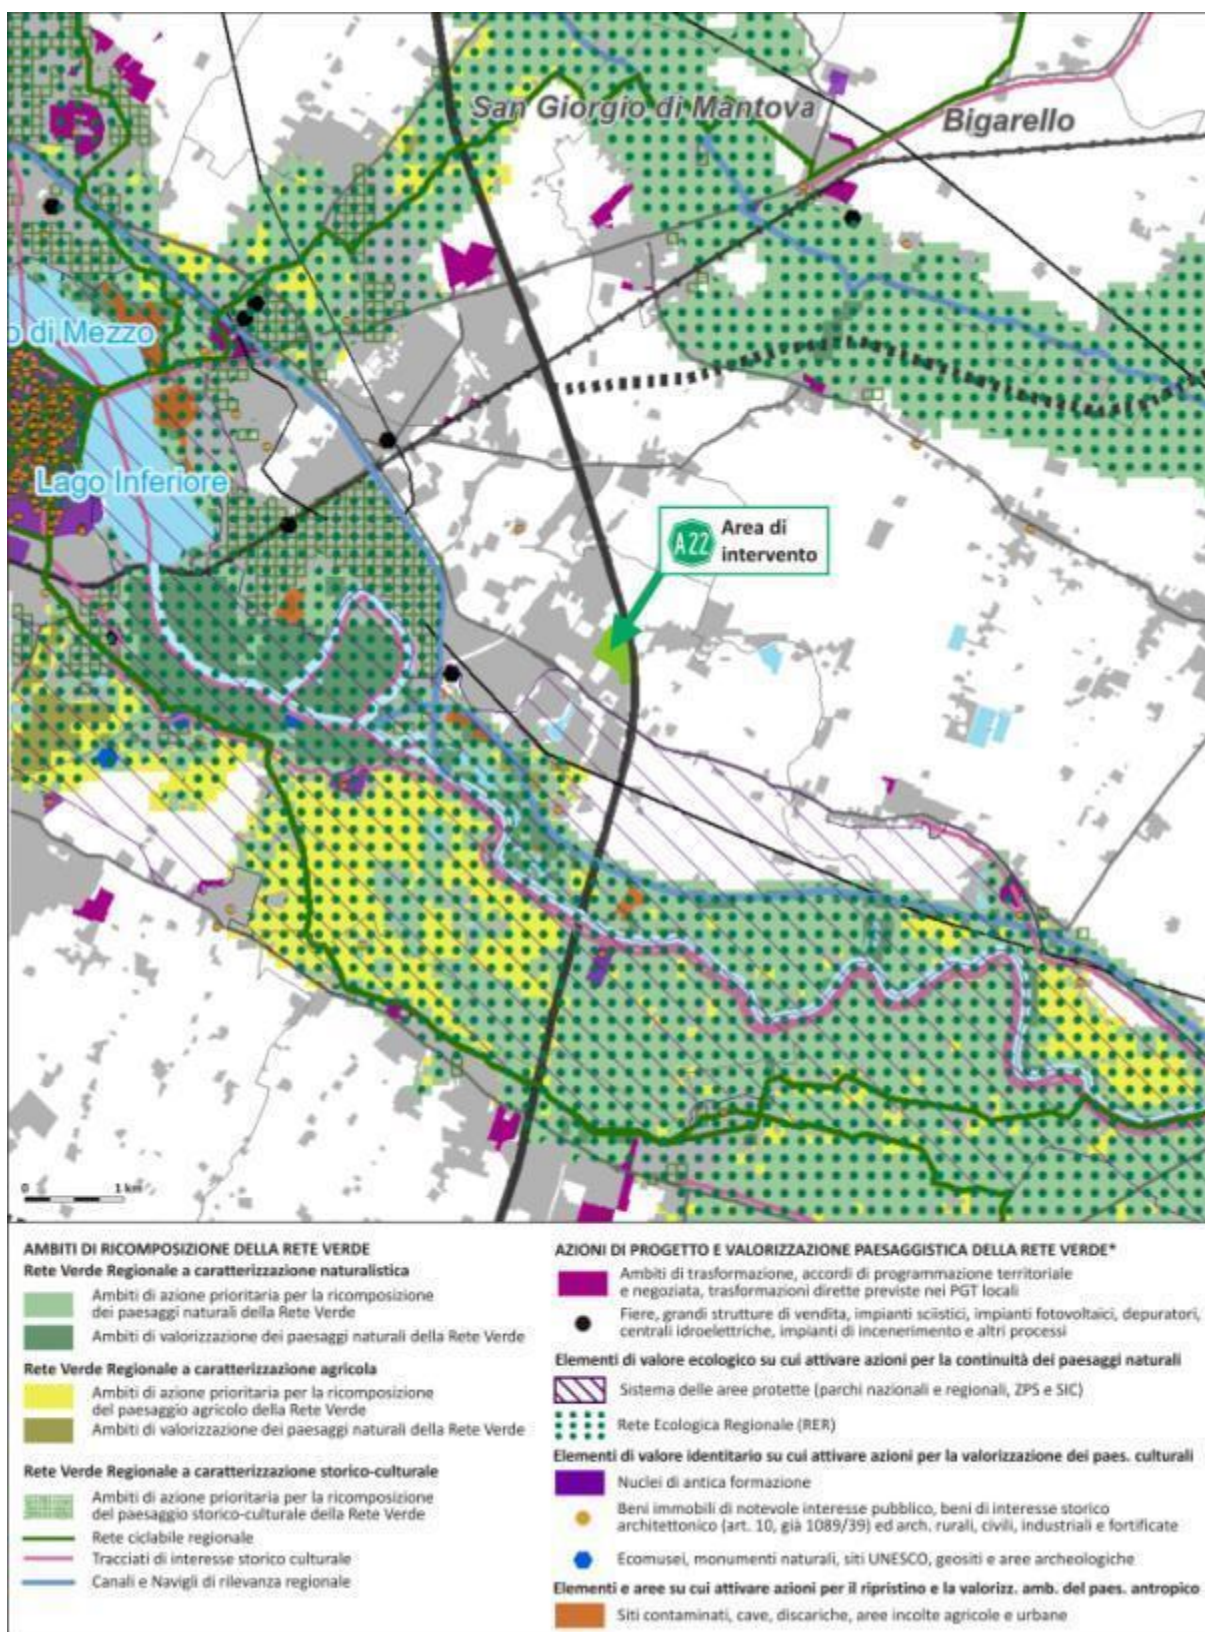 San Giorgio di Mantova
Bigarello
o di Mezzo
Lago Inferiore
A22
Area di
intervento
0 1 km
AMBITI DI RICOMPOSIZIONE DELLA RETE VERDE
Rete Verde Regionale a caratterizzazione naturalistica
Ambiti di azione prioritaria per la ricomposizione
dei paesaggi naturali della Rete Verde
Ambiti di valorizzazione dei paesaggi naturali della Rete Verde
Rete Verde Regionale a caratterizzazione agricola
Ambiti di azione prioritaria per la ricomposizione
del paesaggio agricolo della Rete Verde
Ambiti di valorizzazione dei paesaggi naturali della Rete Verde
Rete Verde Regionale a caratterizzazione storico-culturale
Ambiti di azione prioritaria per la ricomposizione
del paesaggio storico-culturale della Rete Verde
Rete ciclabile regionale
Tracciati di interesse storico culturale
Canali e Navigli di rilevanza regionale
AZIONI DI PROGETTO E VALORIZZAZIONE PAESAGGISTICA DELLA RETE VERDE*
Ambiti di trasformazione, accordi di programmazione territoriale
e negoziata, trasformazioni dirette previste nei PGT locali
Fiere, grandi strutture di vendita, impianti sciistici, impianti fotovoltaici, depuratori,
centrali idroelettriche, impianti di incenerimento e altri processi
Elementi di valore ecologico su cui attivare azioni per la continuità dei paesaggi naturali
Sistema delle aree protette (parchi nazionali e regionali, ZPS e SIC)
Rete Ecologica Regionale (RER)
Elementi di valore identitario su cui attivare azioni per la valorizzazione dei paes. culturali
Nuclei di antica formazione
Beni immobili di notevole interesse pubblico, beni di interesse storico
architettonico (art. 10, già 1089/39) ed arch. rurali, civili, industriali e fortificate
Ecomusei, monumenti naturali, siti UNESCO, geositi e aree archeologiche
Elementi e aree su cui attivare azioni per il ripristino e la valorizz. amb. del paes. antropico
Siti contaminati, cave, discariche, aree incolte agricole e urbane